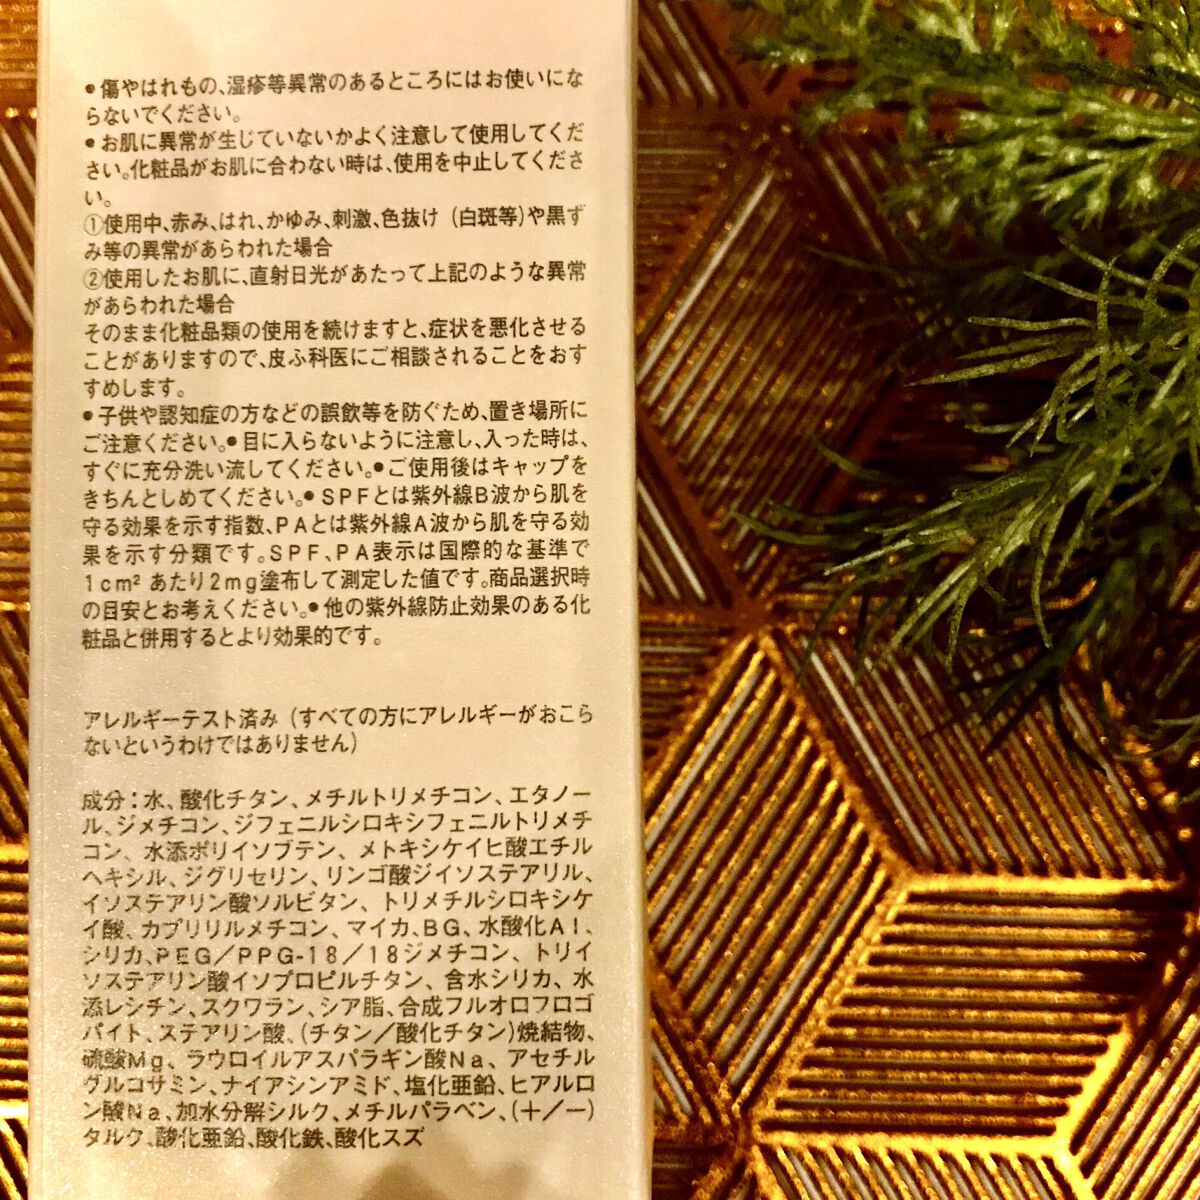 ●傷やはれもの、湿疹等異常のあるところにはお使いにな
らないでください。
●お肌に異常が生じていないかよく注意して使用してくだ
さい。化粧品がお肌に合わない時は、使用を中止してくださ
い。
①使用中、赤み、はれ、かゆみ、刺激、色抜け（白斑等）や黒ず
み等の異常があらわれた場合
②使用したお肌に、直射日光があたって上記のような異常
があらわれた場合
そのまま化粧品類の使用を続けますと、症状を悪化させる
ことがありますので、皮ふ科医にご相談されることをおす
すめします。
●子供や認知症の方などの誤飲等を防ぐため、置き場所に
ご注意ください。●目に入らないように注意し、入った時は、
すぐに充分洗い流してください。●ご使用後はキャップを
きちんとしめてください。●SPFとは紫外線B波から肌を
守る効果を示す指数、PAとは紫外線A波から肌を守る効
果を示す分類です。SPF、PA表示は国際的な基準で
1cm²あたり2mg塗布して測定した値です。商品選択時
の目安とお考えください。●他の紫外線防止効果のある化
粧品と併用するとより効果的です。
アレルギーテスト済み（すべての方にアレルギーがおこら
ないというわけではありません）
成分：水、酸化チタン、メチルトリメチコン、エタノー
ル、ジメチコン、ジフェニルシロキシフェニルトリメチ
コン、水添ポリイソブテン、メトキシケイヒ酸エチル
ヘキシル、ジグリセリン、リンゴ酸ジイソステアリル、
イソステアリン酸ソルビタン、トリメチルシロキシケ
イ酸、カプリリルメチコン、マイカ、BG、水酸化Al、
シリカ、PEG／PPG-18／18ジメチコン、トリイ
ソステアリン酸イソプロピルチタン、含水シリカ、水
添レシチン、スクワラン、シア脂、合成フルオロフロゴ
パイト、ステアリン酸、（チタン／酸化チタン）焼結物、
硫酸Mg、ラウロイルアスパラギン酸Na、アセチル
グルコサミン、ナイアシンアミド、塩化亜鉛、ヒアルロ
ン酸Na、加水分解シルク、メチルパラベン、（＋／－）
タルク、酸化亜鉛、酸化鉄、酸化スズ